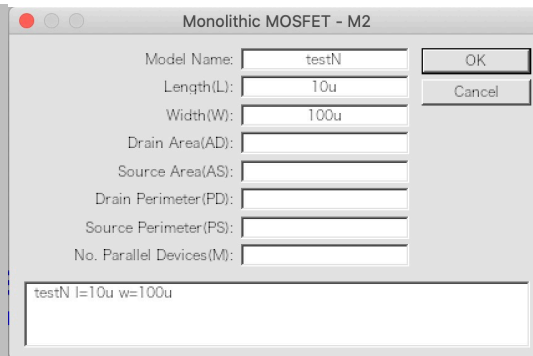 Monolithic MOSFET - M2
Model Name: testN OK
Length(L): 10u Cancel
Width(W): 100u
Drain Area(AD):
Source Area(AS):
Drain Perimeter(PD):
Source Perimeter(PS):
No. Parallel Devices(M):
testN l=10u w=100u